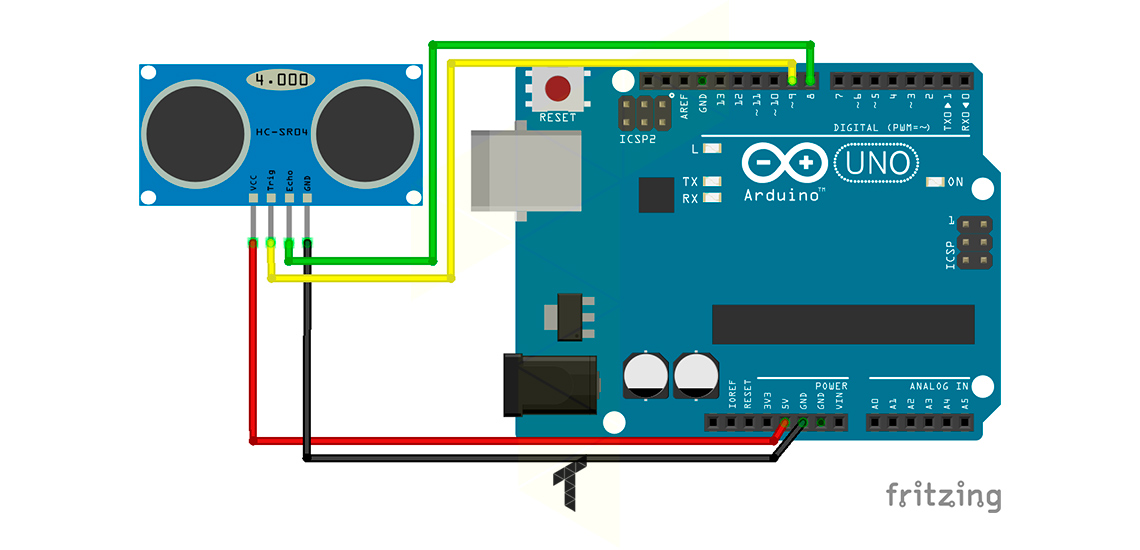 4.000
HC-SR04
VCC
Trig
Echo
GND
RESET
ICSP2
AREF
GND
13
12
~11
~10
~9
8
7
~6
~5
4
~3
2
TX0▶1
RX0◀0
DIGITAL (PWM=~)
L
TX
RX
Arduino™
UNO
ON
1
ICSP
IOREF
RESET
3V3
5V
GND
GND
VIN
POWER
ANALOG IN
A0
A1
A2
A3
A4
A5
fritzing